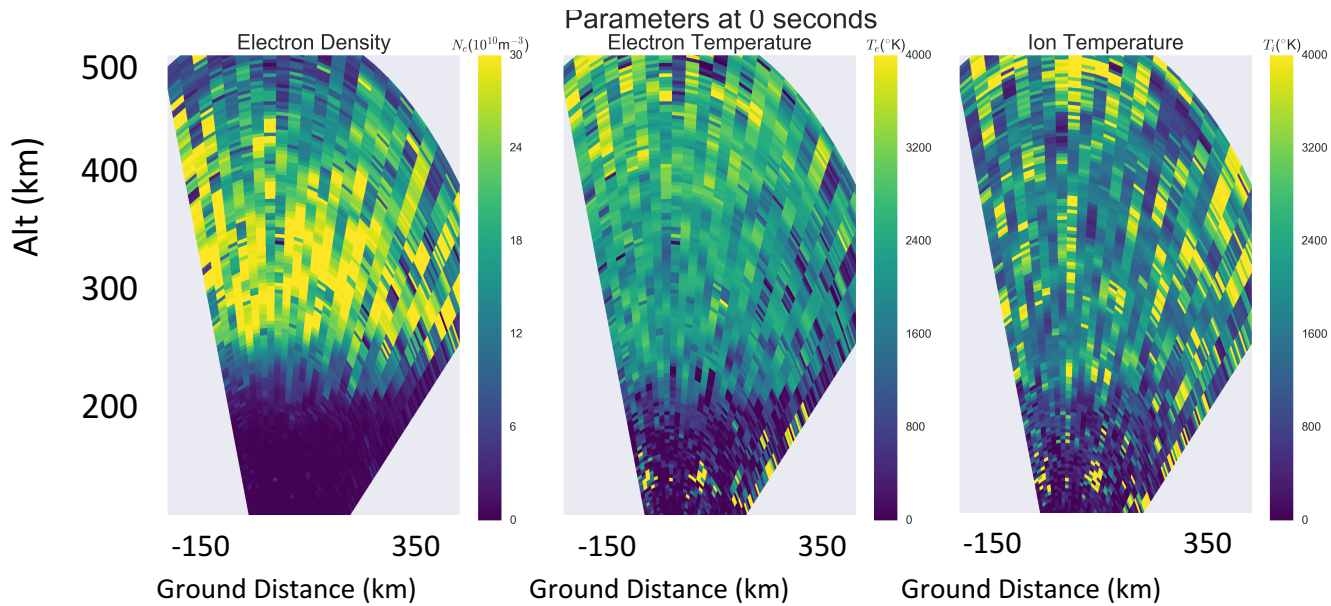 Parameters at 0 seconds
Electron Density
N_e(10^10 m^-3)
Electron Temperature
T_e(°K)
Ion Temperature
T_i(°K)
Alt (km)
500
400
300
200
30
24
18
12
6
0
4000
3200
2400
1600
800
0
4000
3200
2400
1600
800
0
-150 350
-150 350
-150 350
Ground Distance (km)
Ground Distance (km)
Ground Distance (km)